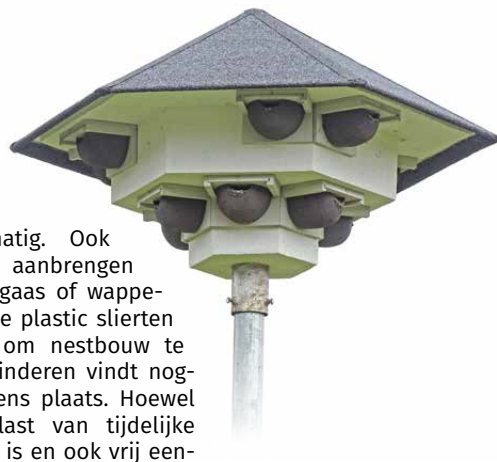 natig. Ook
aanbrengen
gaas of wappe-
e plastic slierten
om nestbouw te
inderen vindt nog-
ens plaats. Hoewel
last van tijdelijke
is en ook vrij een-